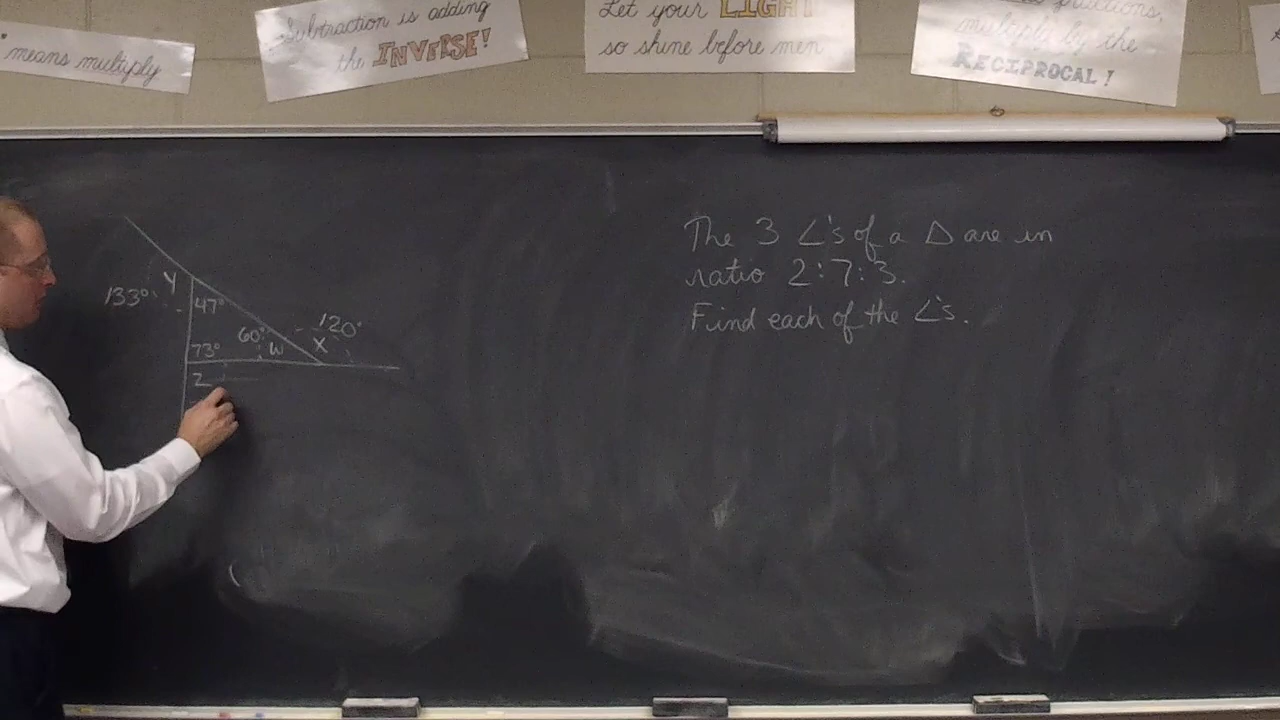 " means multiply
Subtraction is adding
the INVERSE!
Let your LIGHT
so shine before men
fractions,
multiply by the
RECIPROCAL!
The 3 ∠'s of a △ are in
ratio 2:7:3.
Find each of the ∠'s.
Y
133°
47°
120°
60°
X
73°
W
Z